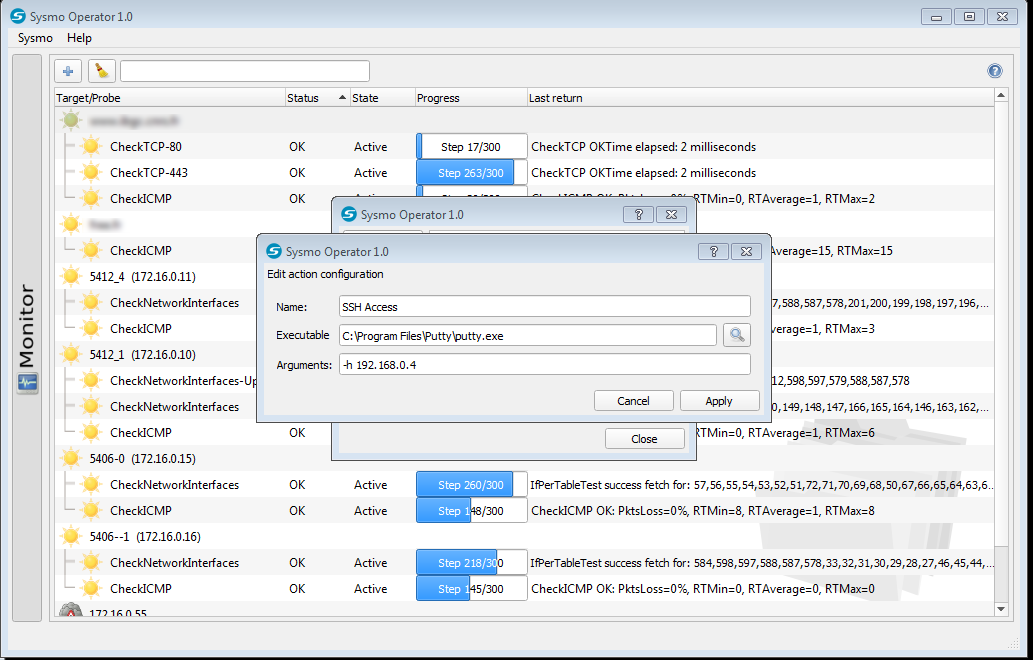 Sysmo Operator 1.0
Sysmo Help
Target/Probe Status State Progress Last return
CheckTCP-80 OK Active Step 17/300 CheckTCP OKTime elapsed: 2 milliseconds
CheckTCP-443 OK Active Step 263/300 CheckTCP OKTime elapsed: 2 milliseconds
CheckICMP OK RTMin=0, RTAverage=1, RTMax=2
Sysmo Operator 1.0
Sysmo Operator 1.0
CheckICMP Average=15, RTMax=15
Edit action configuration
5412_4 (172.16.0.11)
CheckNetworkInterfaces 7,588,587,578,201,200,199,198,197,196,...
Name: SSH Access
CheckICMP verage=1, RTMax=3
Executable C:\Program Files\Putty\putty.exe
5412_1 (172.16.0.10)
Arguments: -h 192.168.0.4
CheckNetworkInterfaces-Up 12,598,597,579,588,587,578
Cancel Apply
CheckNetworkInterfaces 0,149,148,147,166,165,164,146,163,162,...
CheckICMP OK RTMin=0, RTAverage=1, RTMax=6
Close
5406-0 (172.16.0.15)
CheckNetworkInterfaces OK Active Step 260/300 IfPerTableTest success fetch for: 57,56,55,54,53,52,51,72,71,70,69,68,50,67,66,65,64,63,6...
CheckICMP OK Active Step 148/300 CheckICMP OK: PktsLoss=0%, RTMin=8, RTAverage=1, RTMax=8
5406--1 (172.16.0.16)
CheckNetworkInterfaces OK Active Step 218/300 IfPerTableTest success fetch for: 584,598,597,588,587,578,33,32,31,30,29,28,27,46,45,44,...
CheckICMP OK Active Step 145/300 CheckICMP OK: PktsLoss=0%, RTMin=0, RTAverage=0, RTMax=0
172.16.0.55
Monitor